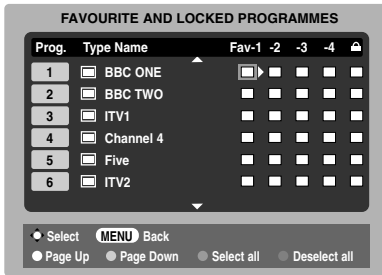 FAVOURITE AND LOCKED PROGRAMMES
Prog. Type Name Fav-1 -2 -3 -4
1 BBC ONE
2 BBC TWO
3 ITV1
4 Channel 4
5 Five
6 ITV2
Select MENU Back
Page Up Page Down Select all Deselect all